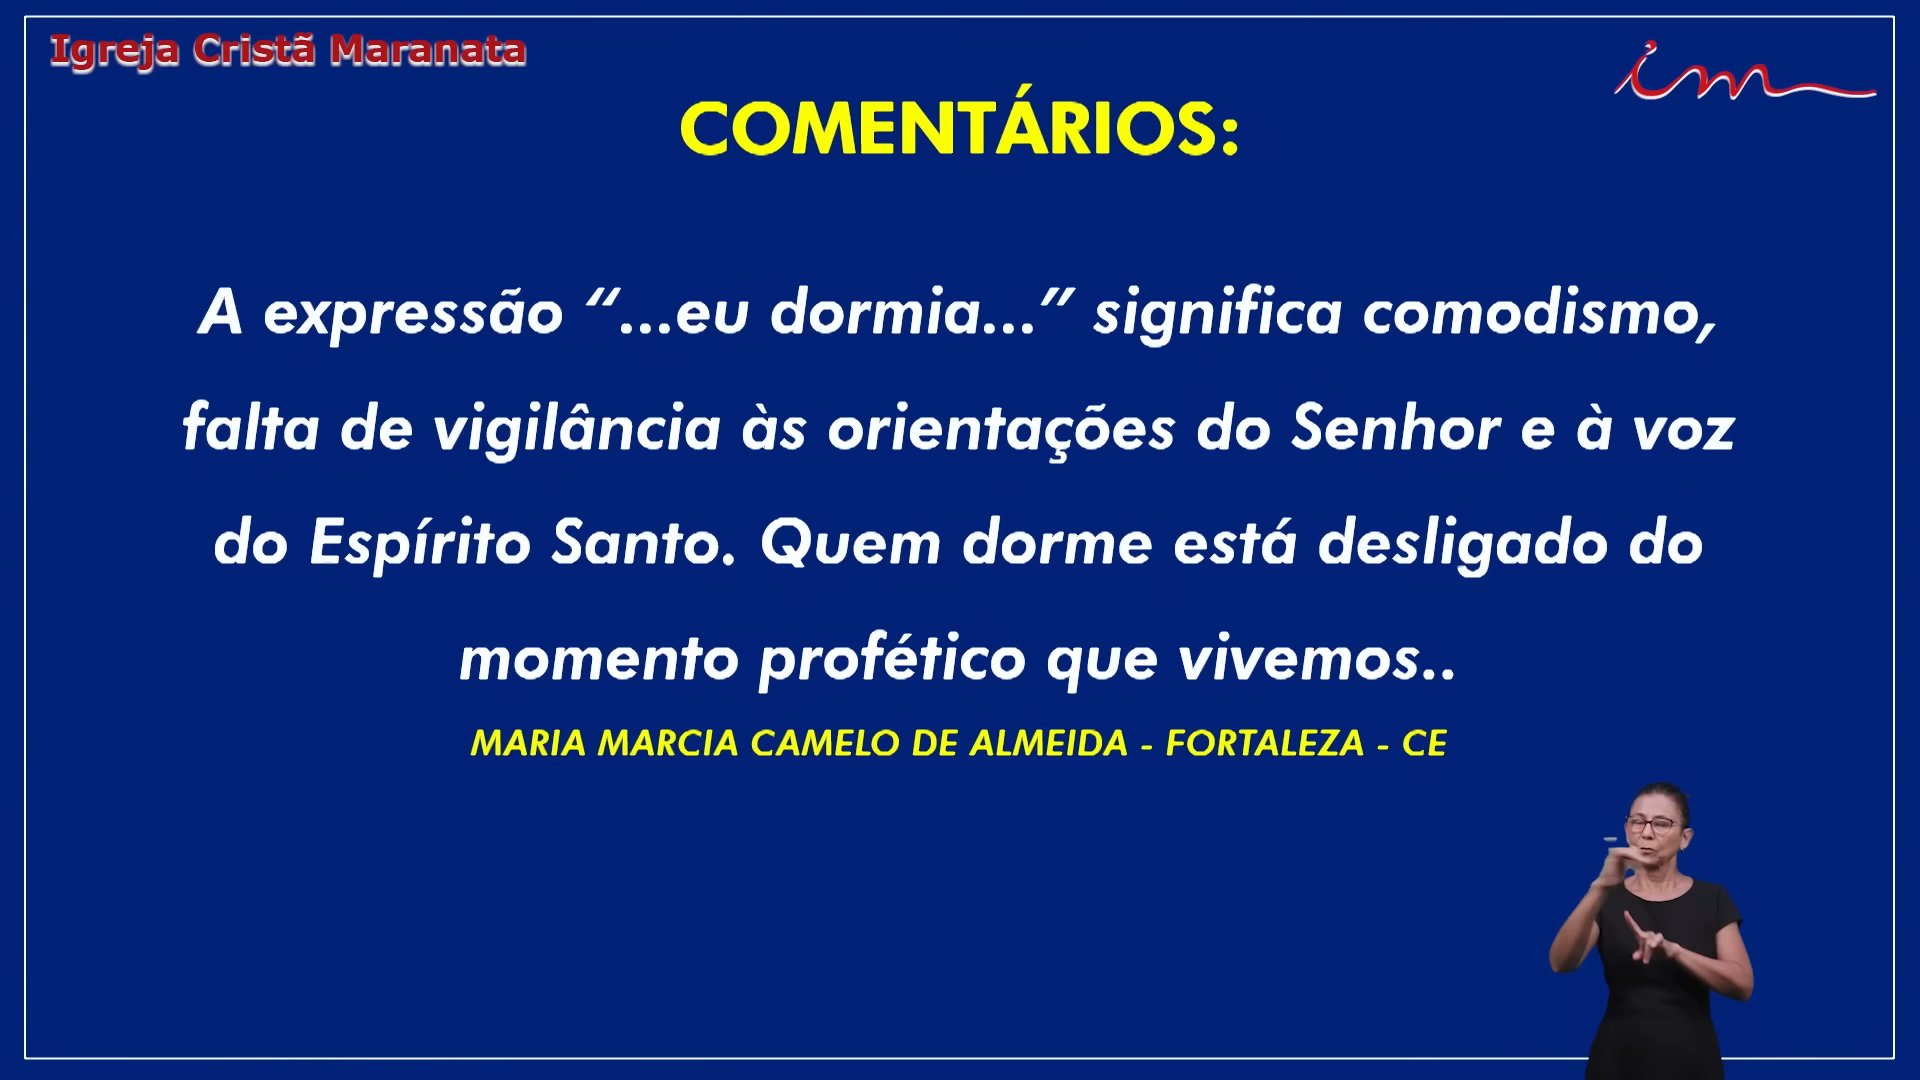 Igreja Cristã Maranata
im
COMENTÁRIOS:
A expressão “...eu dormia...” significa comodismo,
falta de vigilância às orientações do Senhor e à voz
do Espírito Santo. Quem dorme está desligado do
momento profético que vivemos..
MARIA MARCIA CAMELO DE ALMEIDA - FORTALEZA - CE